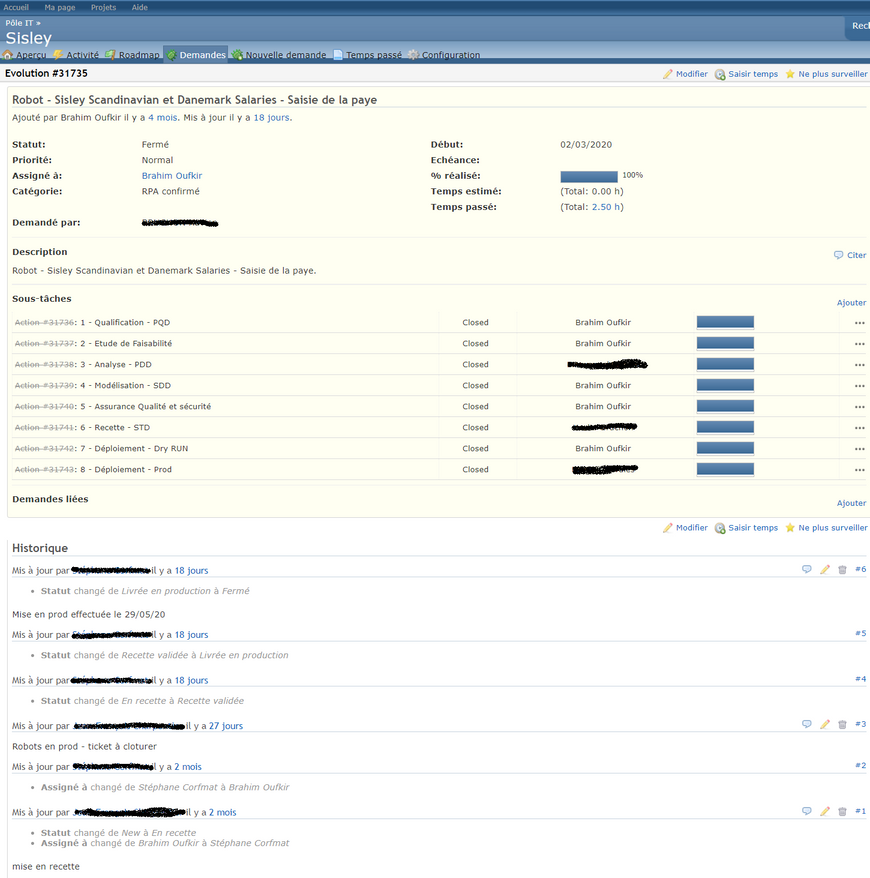 Accueil Ma page Projets Aide
Pôle IT »
Sisley
Aperçu Activité Roadmap Demandes Nouvelle demande Temps passé Configuration
Evolution #31735 Modifier Saisir temps Ne plus surveiller
Robot - Sisley Scandinavian et Danemark Salaries - Saisie de la paye
Ajouté par Brahim Oufkir il y a 4 mois. Mis à jour il y a 18 jours.
Statut: Fermé Début: 02/03/2020
Priorité: Normal Echéance:
Assigné à: Brahim Oufkir % réalisé: 100%
Catégorie: RPA confirmé Temps estimé: (Total: 0.00 h)
Temps passé: (Total: 2.50 h)
Demandé par:
Description
Citer
Robot - Sisley Scandinavian et Danemark Salaries - Saisie de la paye.
Sous-tâches
Ajouter
Action #31736: 1 - Qualification - PQD Closed Brahim Oufkir
Action #31737: 2 - Etude de Faisabilité Closed Brahim Oufkir
Action #31738: 3 - Analyse - PDD Closed
Action #31739: 4 - Modélisation - SDD Closed Brahim Oufkir
Action #31740: 5 - Assurance Qualité et sécurité Closed Brahim Oufkir
Action #31741: 6 - Recette - STD Closed
Action #31742: 7 - Déploiement - Dry RUN Closed Brahim Oufkir
Action #31743: 8 - Déploiement - Prod Closed
Demandes liées
Ajouter
Modifier Saisir temps Ne plus surveiller
Historique
Mis à jour par il y a 18 jours #6
• Statut changé de Livrée en production à Fermé
Mise en prod effectuée le 29/05/20
Mis à jour par il y a 18 jours #5
• Statut changé de Recette validée à Livrée en production
Mis à jour par il y a 18 jours #4
• Statut changé de En recette à Recette validée
Mis à jour par il y a 27 jours #3
Robots en prod - ticket à cloturer
Mis à jour par il y a 2 mois #2
• Assigné à changé de Stéphane Corfmat à Brahim Oufkir
Mis à jour par il y a 2 mois #1
• Statut changé de New à En recette
• Assigné à changé de Brahim Oufkir à Stéphane Corfmat
mise en recette